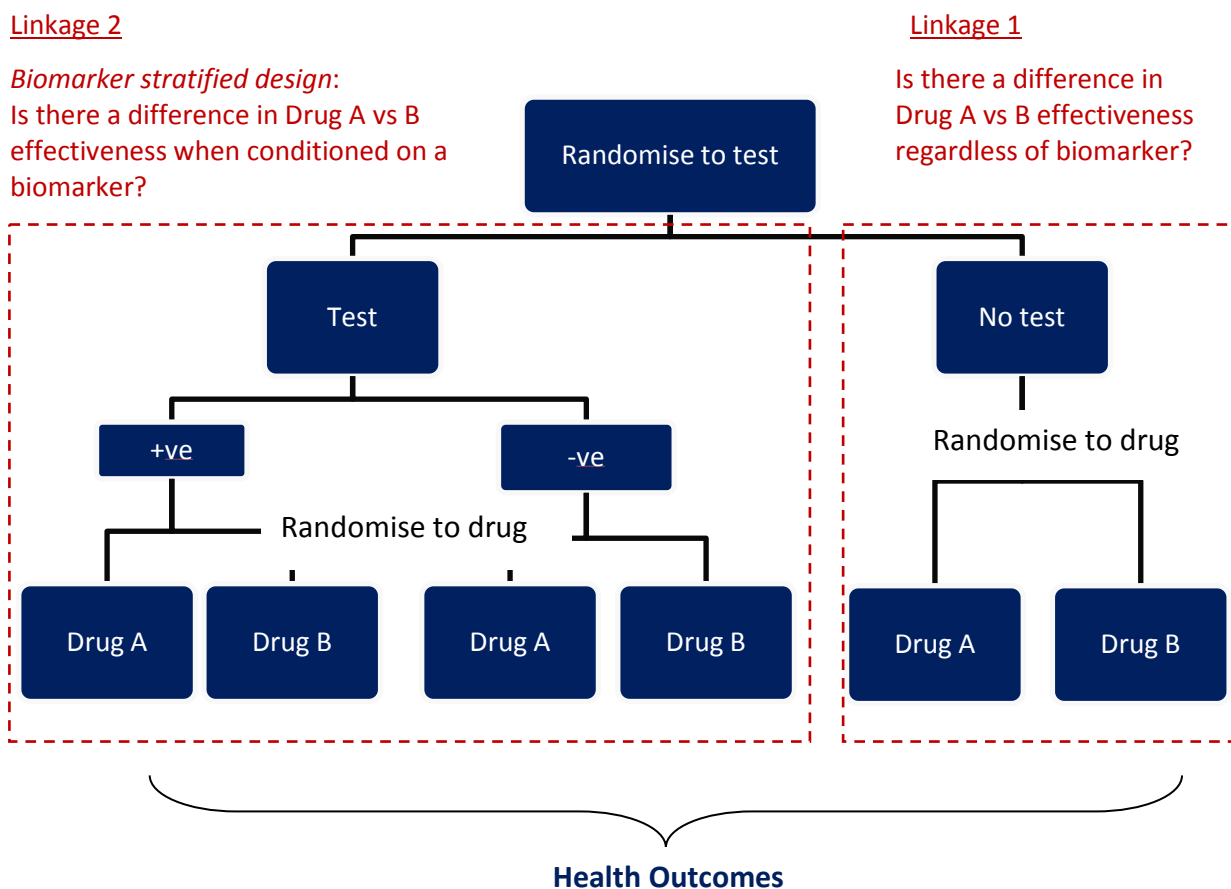 Linkage 2
Biomarker stratified design:
Is there a difference in Drug A vs B
effectiveness when conditioned on a
biomarker?
Linkage 1
Is there a difference in
Drug A vs B effectiveness
regardless of biomarker?
Randomise to test
Test
No test
+ve
-ve
Randomise to drug
Randomise to drug
Drug A
Drug B
Drug A
Drug B
Drug A
Drug B
Health Outcomes